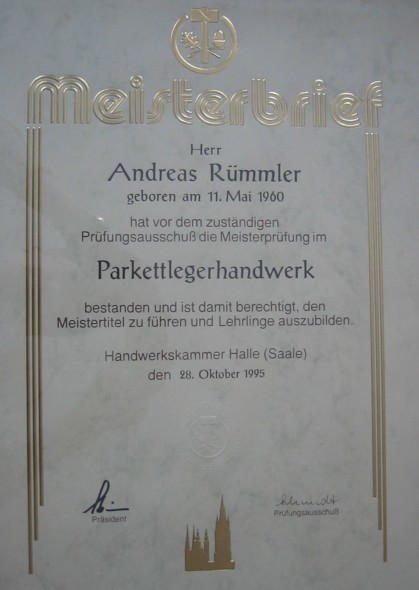 Meisterbrief
Herr
Andreas Rümmler
geboren am 11. Mai 1960
hat vor dem zuständigen
Prüfungsausschuß die Meisterprüfung im
Parkettlegerhandwerk
bestanden und ist damit berechtigt, den
Meistertitel zu führen und Lehrlinge auszubilden.
Handwerkskammer Halle (Saale)
den 28. Oktober 1995
Präsident
Prüfungsausschuß